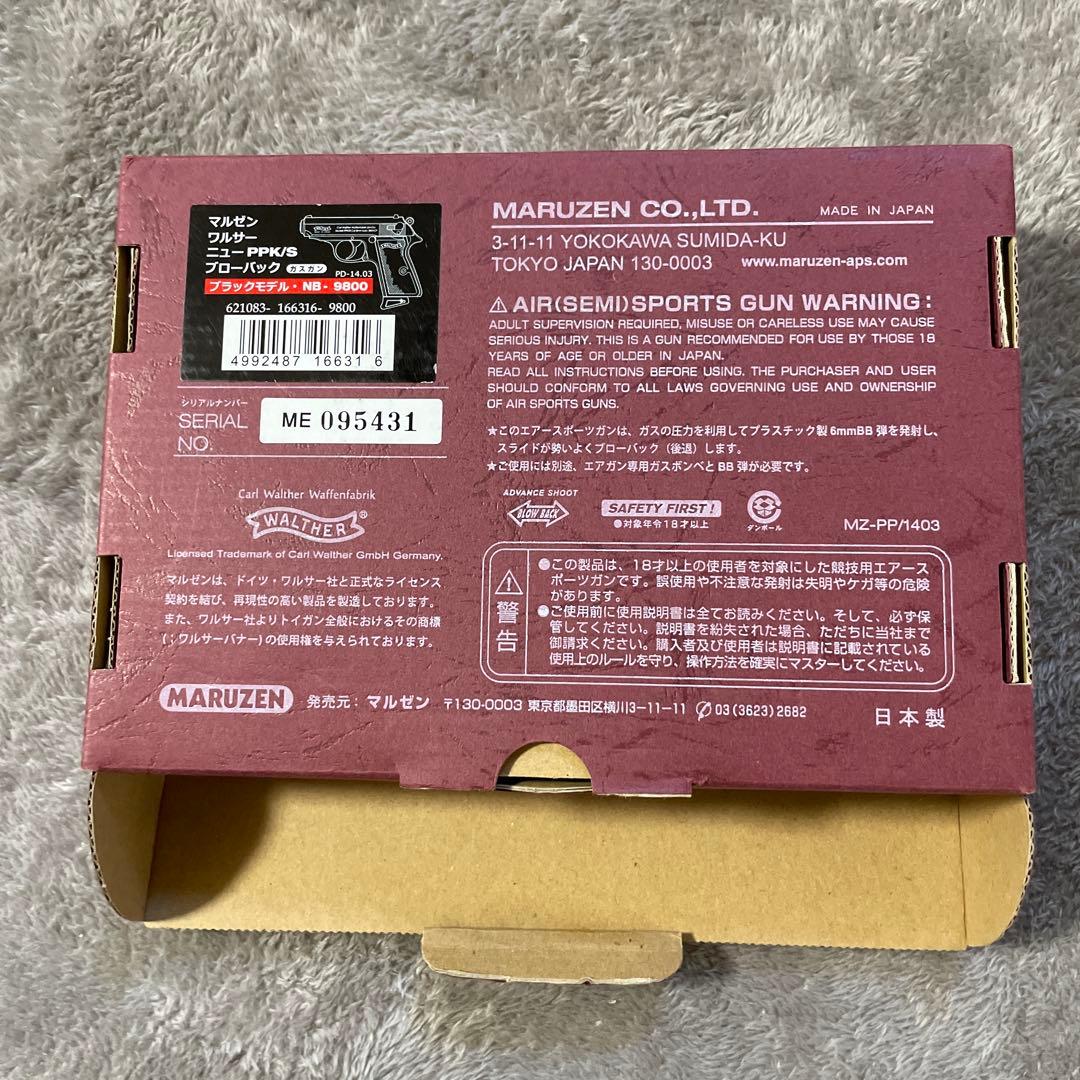 マルゼン
ワルサー
ニューPPK/S
ブローバック ガスガン
PD-14.03
ブラックモデル・NB-9800
621083- 166316- 9800
4992487 166316
シリアルナンバー
SERIAL NO.
ME 095431
Carl Walther Waffenfabrik
WALTHER®
Licensed Trademark of Carl Walther GmbH Germany.
マルゼンは、ドイツ・ワルサー社と正式なライセンス
契約を結び、再現性の高い製品を製造しております。
また、ワルサー社よりトイガン全般におけるその商標
(；ワルサーバナー)の使用権を与えられております。
MARUZEN CO.,LTD. MADE IN JAPAN
3-11-11 YOKOKAWA SUMIDA-KU
TOKYO JAPAN 130-0003 www.maruzen-aps.com
⚠ AIR(SEMI)SPORTS GUN WARNING:
ADULT SUPERVISION REQUIRED, MISUSE OR CARELESS USE MAY CAUSE
SERIOUS INJURY. THIS IS A GUN RECOMMENDED FOR USE BY THOSE 18
YEARS OF AGE OR OLDER IN JAPAN.
READ ALL INSTRUCTIONS BEFORE USING. THE PURCHASER AND USER
SHOULD CONFORM TO ALL LAWS GOVERNING USE AND OWNERSHIP
OF AIR SPORTS GUNS.
★このエアースポーツガンは、ガスの圧力を利用してプラスチック製6mmBB弾を発射し、
スライドが勢いよくブローバック（後退）します。
★ご使用には別途、エアガン専用ガスボンベとBB弾が必要です。
ADVANCE SHOOT
BLOW BACK
SAFETY FIRST!
●対象年令18才以上
ダンボール
MZ-PP/1403
⚠警告
●この製品は、18才以上の使用者を対象にした競技用エアース
ポーツガンです。誤使用や不注意な発射は失明やケガ等の危険
があります。
●ご使用前に使用説明書は全てお読みください。そして、必ず保
管してください。説明書を紛失された場合、ただちに当社まで
御請求ください。購入者及び使用者は説明書に記載されている
使用上のルールを守り、操作方法を確実にマスターしてください。
MARUZEN 発売元：マルゼン 〒130-0003 東京都墨田区横川3-11-11 ✆03(3623)2682
日本製